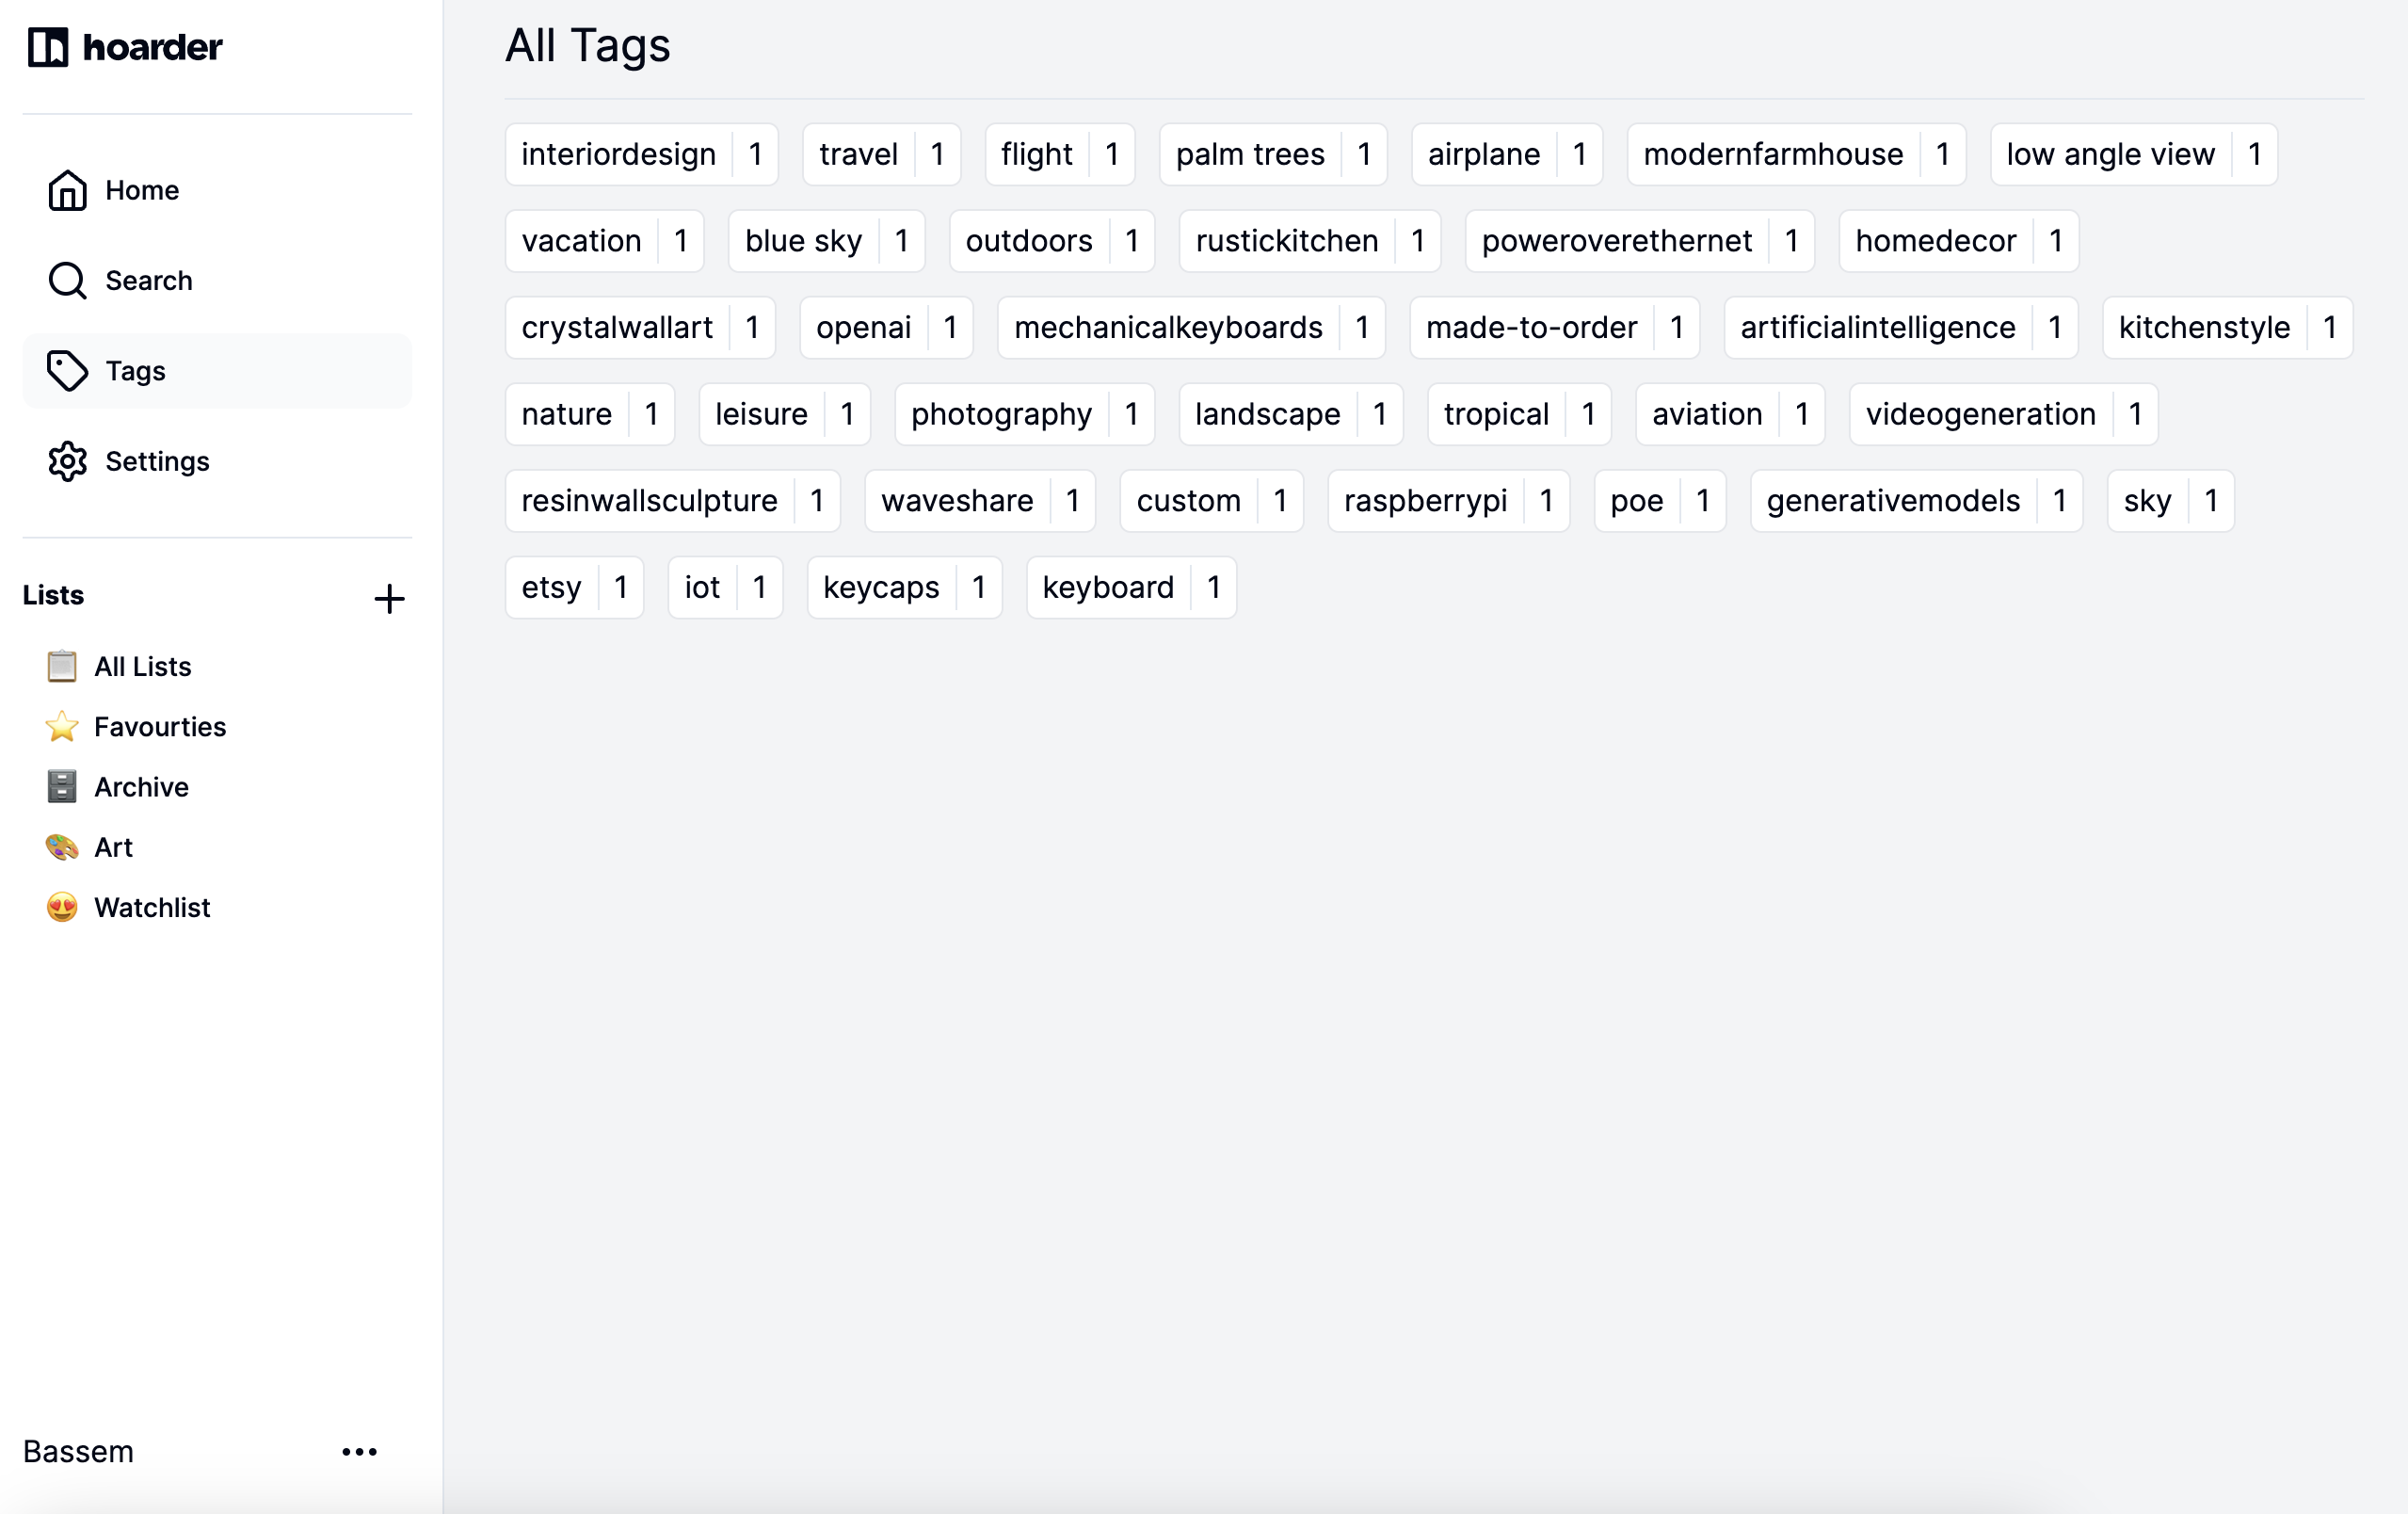 hoarder
Home
Search
Tags
Settings
Lists
All Lists
Favourties
Archive
Art
Watchlist
Bassem
All Tags
interiordesign 1 travel 1 flight 1 palm trees 1 airplane 1 modernfarmhouse 1 low angle view 1
vacation 1 blue sky 1 outdoors 1 rustickitchen 1 poweroverethernet 1 homedecor 1
crystalwallart 1 openai 1 mechanicalkeyboards 1 made-to-order 1 artificialintelligence 1 kitchenstyle 1
nature 1 leisure 1 photography 1 landscape 1 tropical 1 aviation 1 videogeneration 1
resinwallsculpture 1 waveshare 1 custom 1 raspberrypi 1 poe 1 generativemodels 1 sky 1
etsy 1 iot 1 keycaps 1 keyboard 1